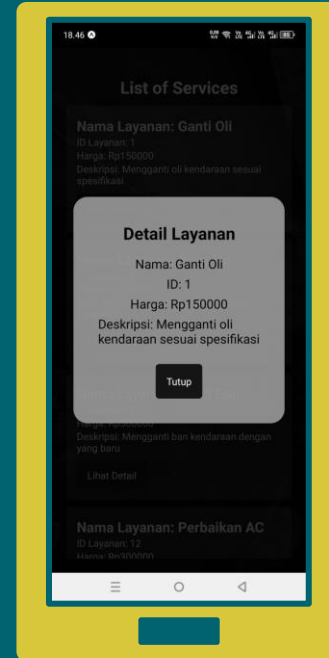 18.46
List of Services
Nama Layanan: Ganti Oli
ID Layanan: 1
Harga: Rp150000
Deskripsi: Mengganti oli kendaraan sesuai
spesifikasi
Detail Layanan
Nama: Ganti Oli
ID: 1
Harga: Rp150000
Deskripsi: Mengganti oli
kendaraan sesuai spesifikasi
Tutup
Deskripsi: Mengganti ban kendaraan dengan
yang baru
Lihat Detail
Nama Layanan: Perbaikan AC
ID Layanan: 12
Harga: Rp300000